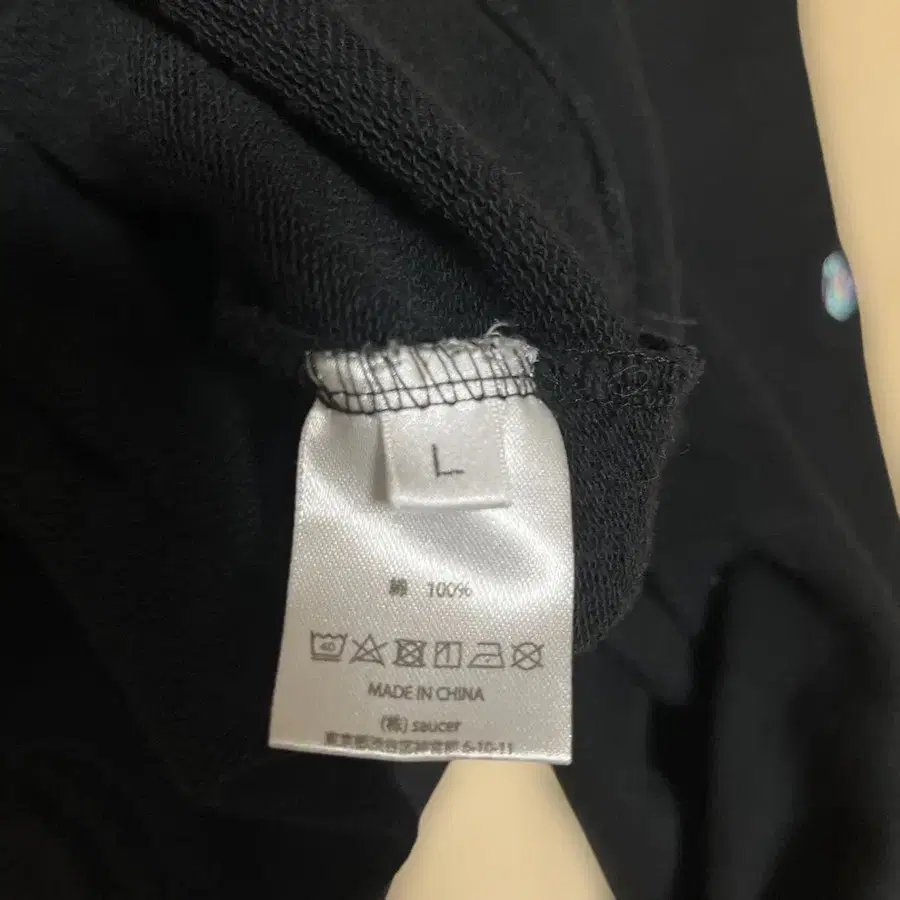 L
綿 100%
40
MADE IN CHINA
(株) saucer
東京都渋谷区神宮前 6-10-11